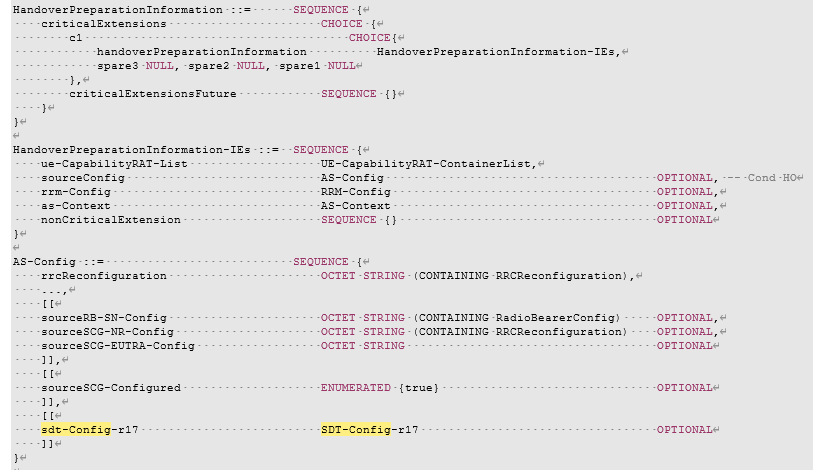 HandoverPreparationInformation ::= SEQUENCE {
criticalExtensions CHOICE {
c1 CHOICE{
handoverPreparationInformation HandoverPreparationInformation-IEs,
spare3 NULL, spare2 NULL, spare1 NULL
},
criticalExtensionsFuture SEQUENCE {}
}
}
HandoverPreparationInformation-IEs ::= SEQUENCE {
ue-CapabilityRAT-List UE-CapabilityRAT-ContainerList,
sourceConfig AS-Config OPTIONAL, -- Cond HO
rrm-Config RRM-Config OPTIONAL,
as-Context AS-Context OPTIONAL,
nonCriticalExtension SEQUENCE {} OPTIONAL
}
AS-Config ::= SEQUENCE {
rrcReconfiguration OCTET STRING (CONTAINING RRCReconfiguration),
...,
[[
sourceRB-SN-Config OCTET STRING (CONTAINING RadioBearerConfig) OPTIONAL,
sourceSCG-NR-Config OCTET STRING (CONTAINING RRCReconfiguration) OPTIONAL,
sourceSCG-EUTRA-Config OCTET STRING OPTIONAL
]],
[[
sourceSCG-Configured ENUMERATED {true} OPTIONAL
]],
[[
sdt-Config-r17 SDT-Config-r17 OPTIONAL
]]
}